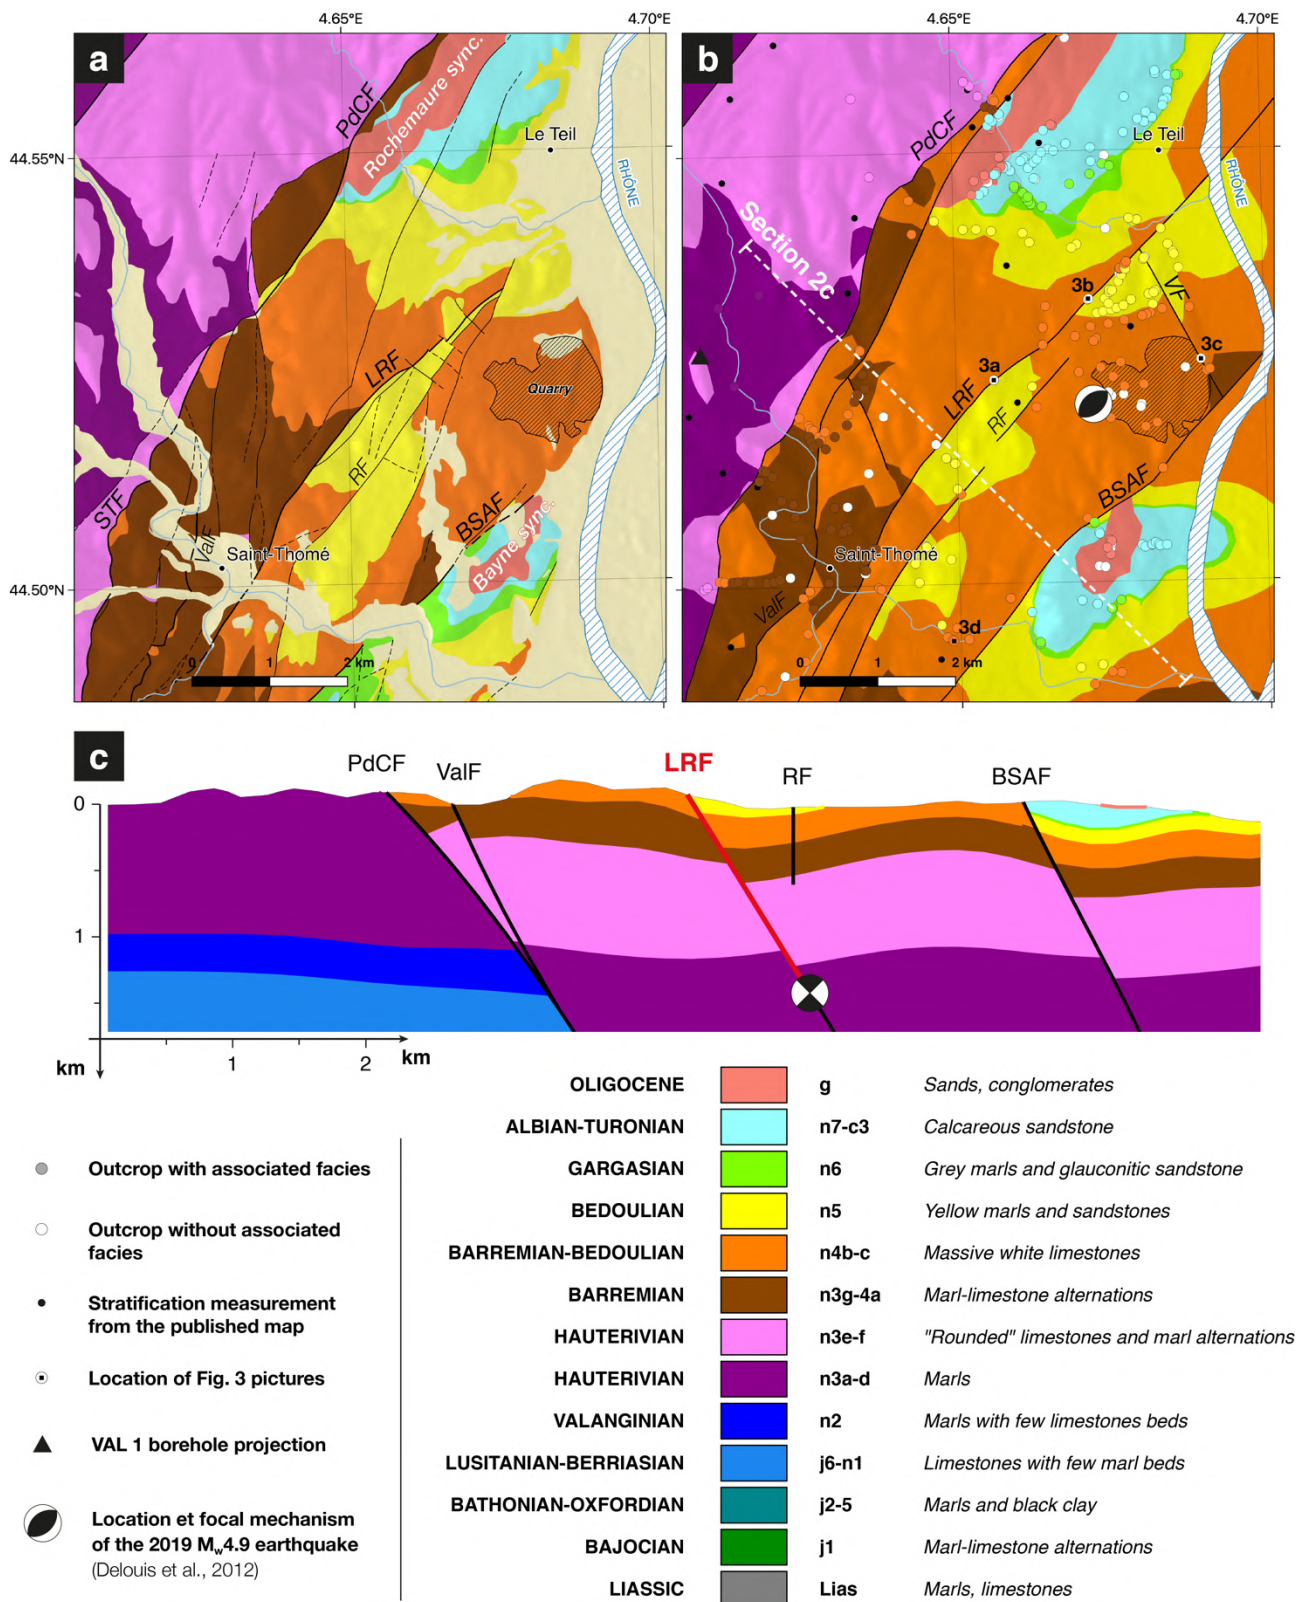 4.65°E
4.70°E
4.65°E
4.70°E
a
PdCF
Rochemaure sync.
Le Teil
44.55°N
RHÔNE
LRF
Quarry
RF
STF
BSAF
ValF
Saint-Thomé
Bayne sync.
44.50°N
0 1 2 km
b
PdCF
Le Teil
44.55°N
RHÔNE
Section 2c
3b
VF
3c
3a
LRF
RF
BSAF
Saint-Thomé
44.50°N
ValF
3d
0 1 2 km
c
PdCF
ValF
LRF
RF
BSAF
0
1
km
1
2
km
OLIGOCENE g Sands, conglomerates
ALBIAN-TURONIAN n7-c3 Calcareous sandstone
GARGASIAN n6 Grey marls and glauconitic sandstone
BEDOULIAN n5 Yellow marls and sandstones
BARREMIAN-BEDOULIAN n4b-c Massive white limestones
BARREMIAN n3g-4a Marl-limestone alternations
HAUTERIVIAN n3e-f "Rounded" limestones and marl alternations
HAUTERIVIAN n3a-d Marls
VALANGINIAN n2 Marls with few limestones beds
LUSITANIAN-BERRIASIAN j6-n1 Limestones with few marl beds
BATHONIAN-OXFORDIAN j2-5 Marls and black clay
BAJOCIAN j1 Marl-limestone alternations
LIASSIC Lias Marls, limestones
Outcrop with associated facies
Outcrop without associated
facies
Stratification measurement
from the published map
Location of Fig. 3 pictures
VAL 1 borehole projection
Location et focal mechanism
of the 2019 Mw4.9 earthquake
(Delouis et al., 2012)